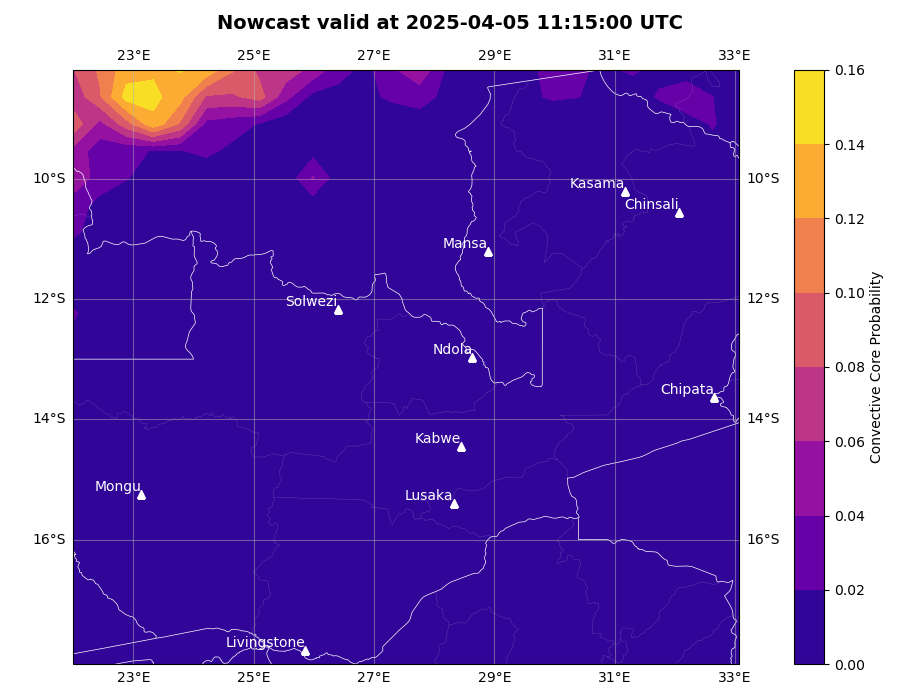 Nowcast valid at 2025-04-05 11:15:00 UTC
23°E 25°E 27°E 29°E 31°E 33°E
0.16
0.14
10°S Kasama 10°S
Chinsali
0.12
Mansa
12°S Solwezi 12°S
0.10
Ndola
0.08
Chipata
14°S 14°S
Kabwe
0.06
Mongu
Lusaka
0.04
16°S 16°S
0.02
Livingstone
0.00
23°E 25°E 27°E 29°E 31°E 33°E
Convective Core Probability